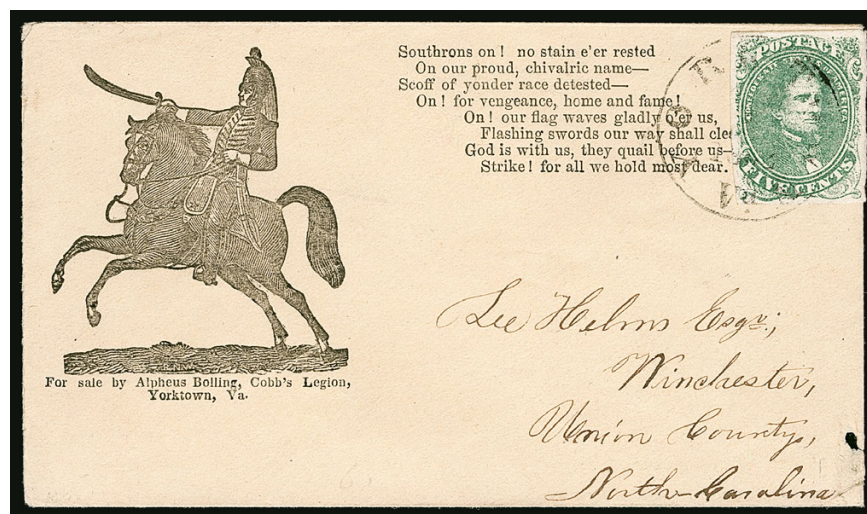 Southrons on! no stain e'er rested
On our proud, chivalric name—
Scoff of yonder race detested—
On! for vengeance, home and fame!
On! our flag waves gladly o'er us,
Flashing swords our way shall cle
God is with us, they quail before us—
Strike! for all we hold most dear.
POSTAGE
CONFEDERATE AMERICA
FIVE CENTS
For sale by Alpheus Bolling, Cobb's Legion,
Yorktown, Va.
Lee Helms Esqr;
Winchester,
Union County,
North-Carolina